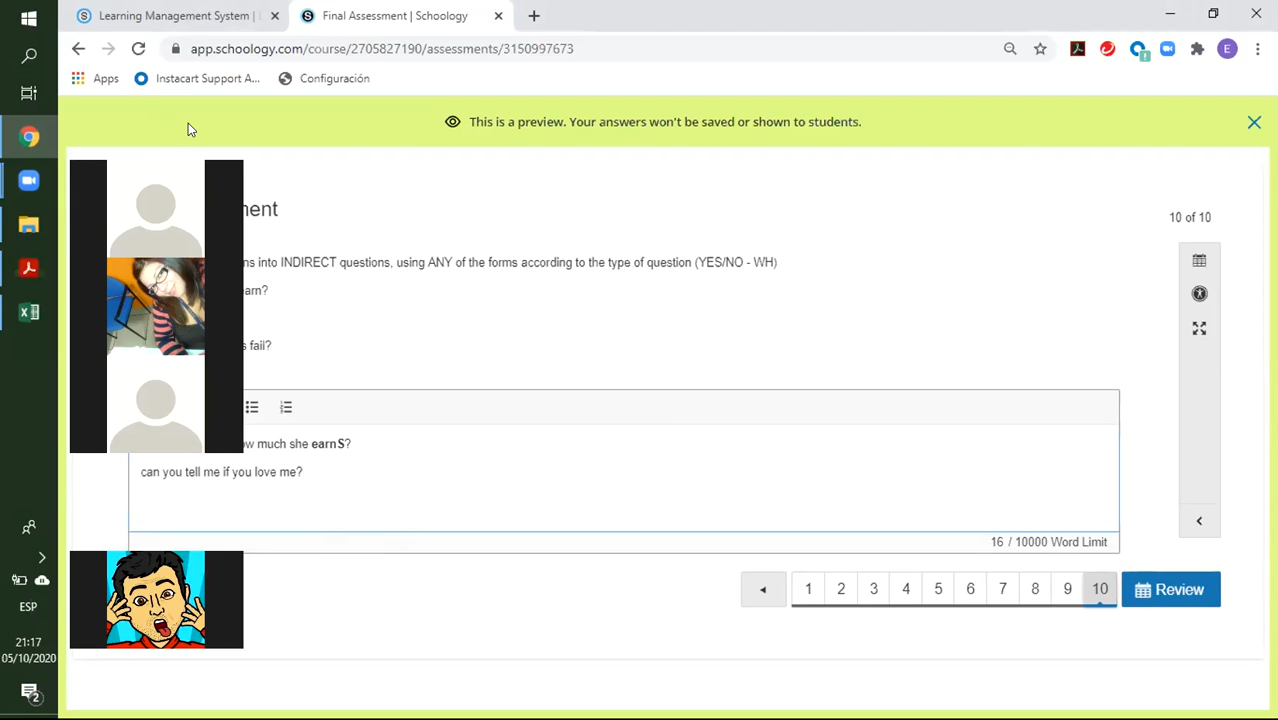 Learning Management System |
Final Assessment | Schoology
app.schoology.com/course/2705827190/assessments/3150997673
E
Apps
Instacart Support A...
Configuración
This is a preview. Your answers won't be saved or shown to students.
10 of 10
into INDIRECT questions, using ANY of the forms according to the type of question (YES/NO - WH)
fail?
much she earnS?
can you tell me if you love me?
16 / 10000 Word Limit
1 2 3 4 5 6 7 8 9 10
Review
ESP
21:17
05/10/2020
2